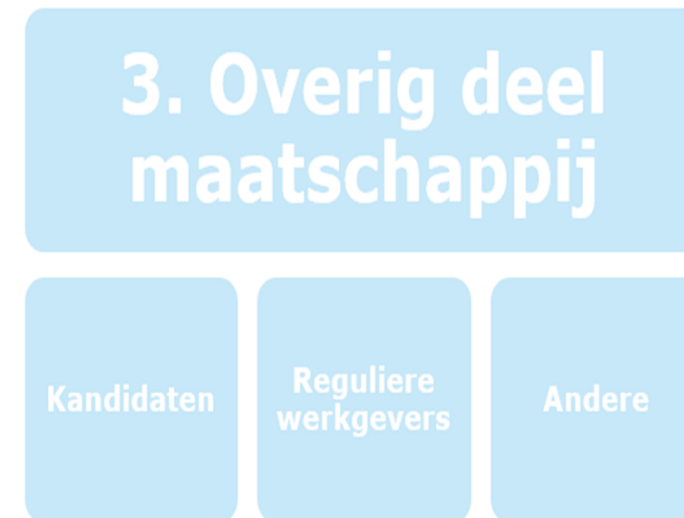 3. Overig deel
maatschappij
Kandidaten
Reguliere
werkgevers
Andere